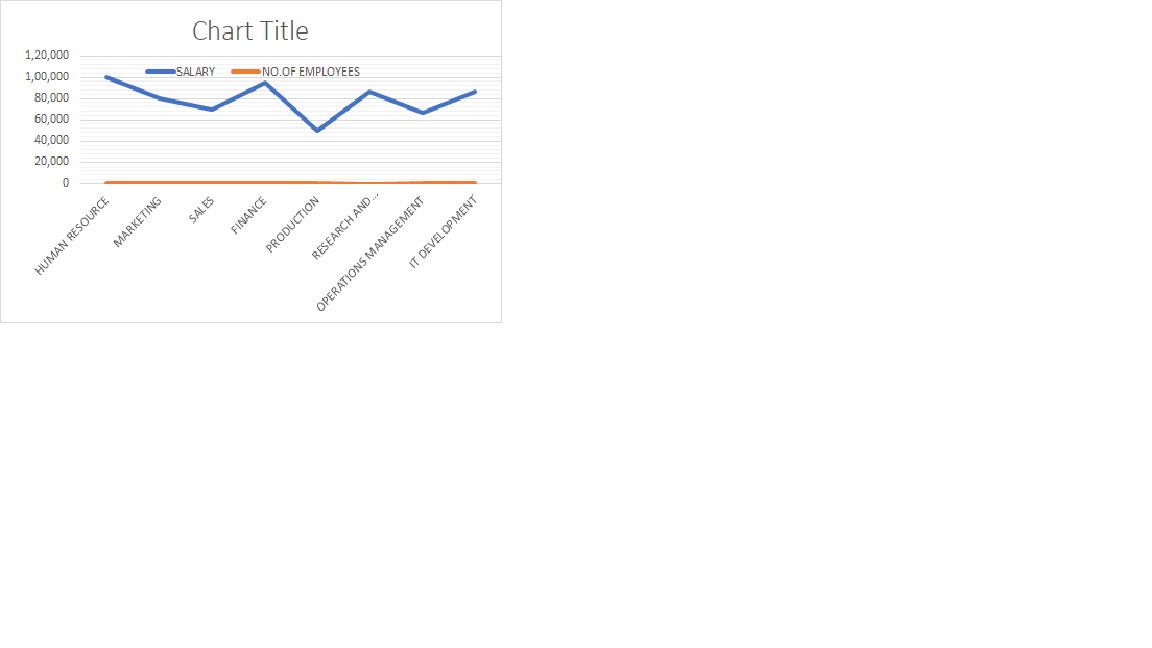 Chart Title
1,20,000
1,00,000
80,000
60,000
40,000
20,000
0
SALARY
NO.OF EMPLOYEES
HUMAN RESOURCE
MARKETING
SALES
FINANCE
PRODUCTION
RESEARCH AND...
OPERATIONS MANAGEMENT
IT DEVELDPMENT